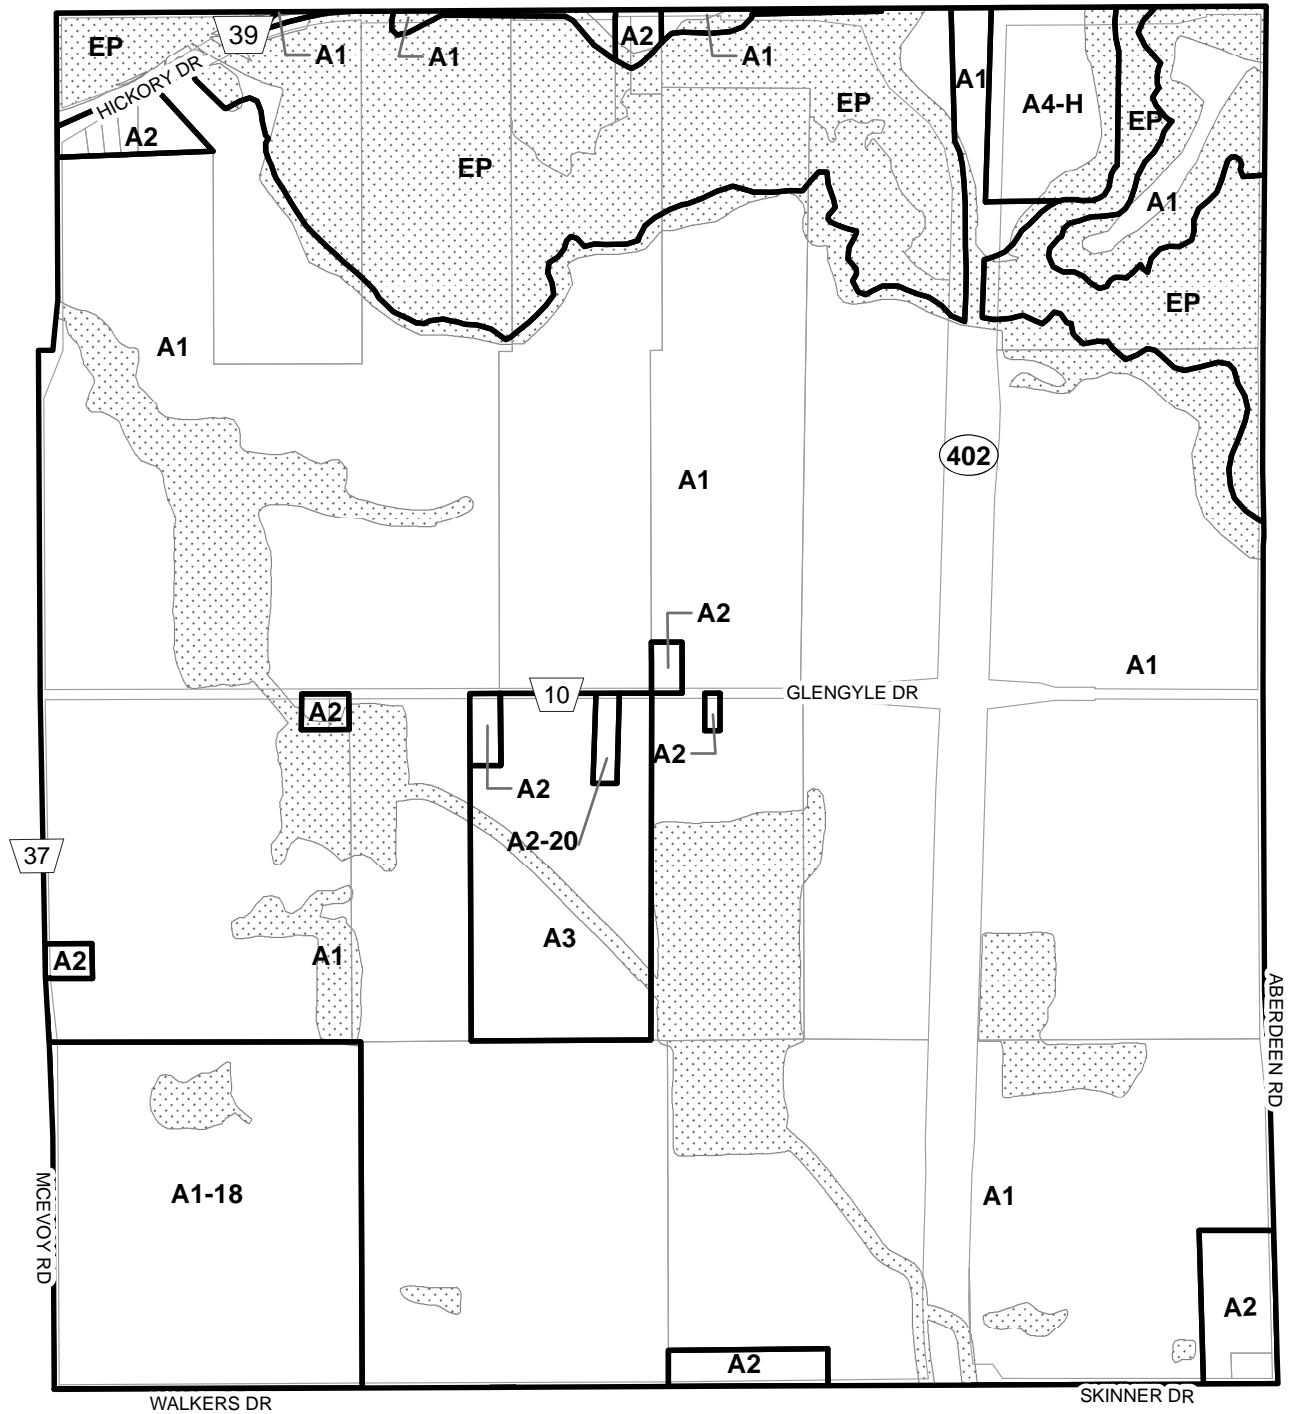 A2
39
EP
A1
A1
A1
HICKORY DR
A1
EP
A4-H
EP
A2
EP
A1
EP
A1
402
A1
A2
A1
10
GLENGYLE DR
A2
A2
A2
A2-20
37
A3
A1
A2
ABERDEEN RD
A1-18
A1
MCEVOY RD
A2
A2
WALKERS DR
SKINNER DR